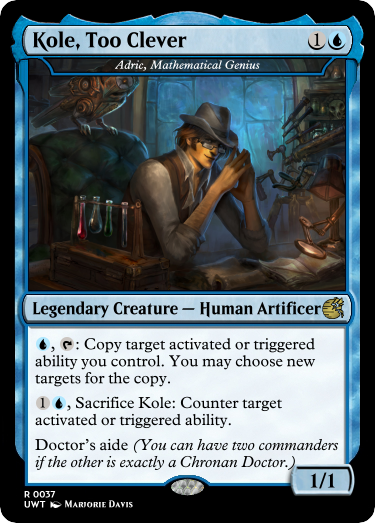 Kole, Too Clever 1
Adric, Mathematical Genius
Legendary Creature — Human Artificer
, : Copy target activated or triggered
ability you control. You may choose new
targets for the copy.
1, Sacrifice Kole: Counter target
activated or triggered ability.
Doctor's aide (You can have two commanders
if the other is exactly a Chronan Doctor.)
1/1
R 0037
UWT Marjorie Davis